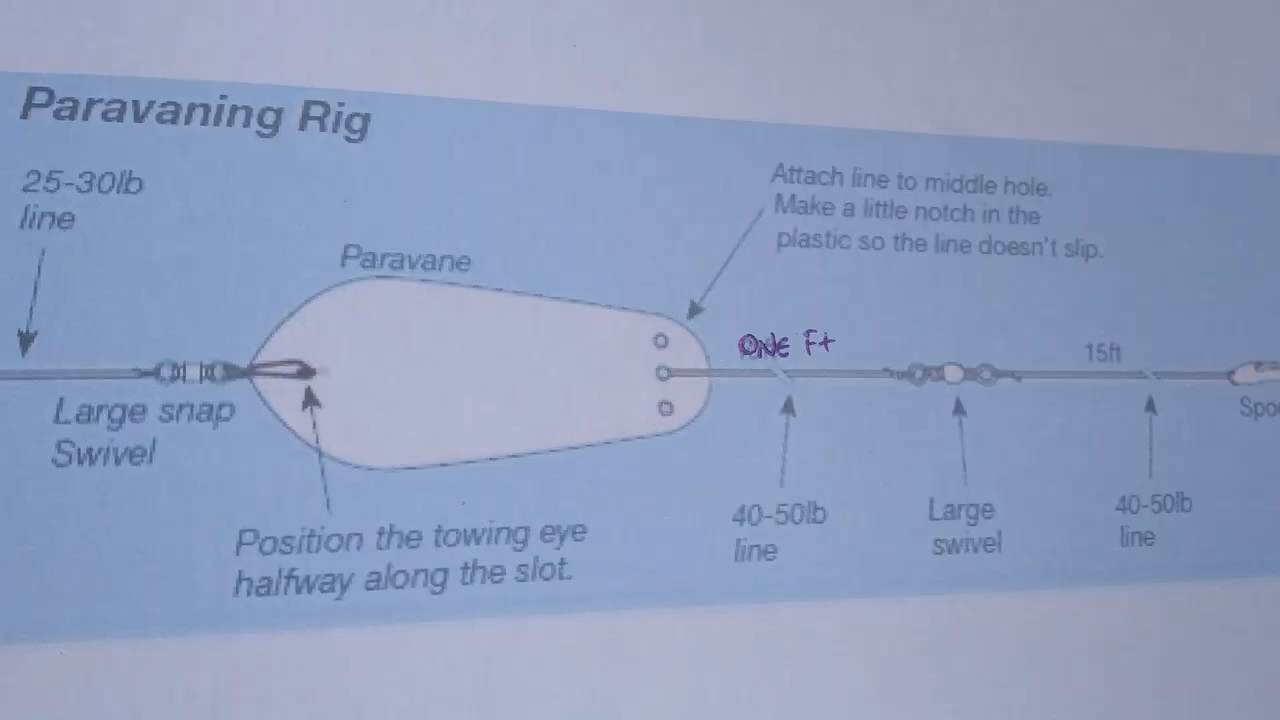 Paravaning Rig
25-30lb
line
Paravane
Attach line to middle hole.
Make a little notch in the
plastic so the line doesn't slip.
ONE Ft
15ft
Large snap
Swivel
Spo
Position the towing eye
halfway along the slot.
40-50lb
line
Large
swivel
40-50lb
line